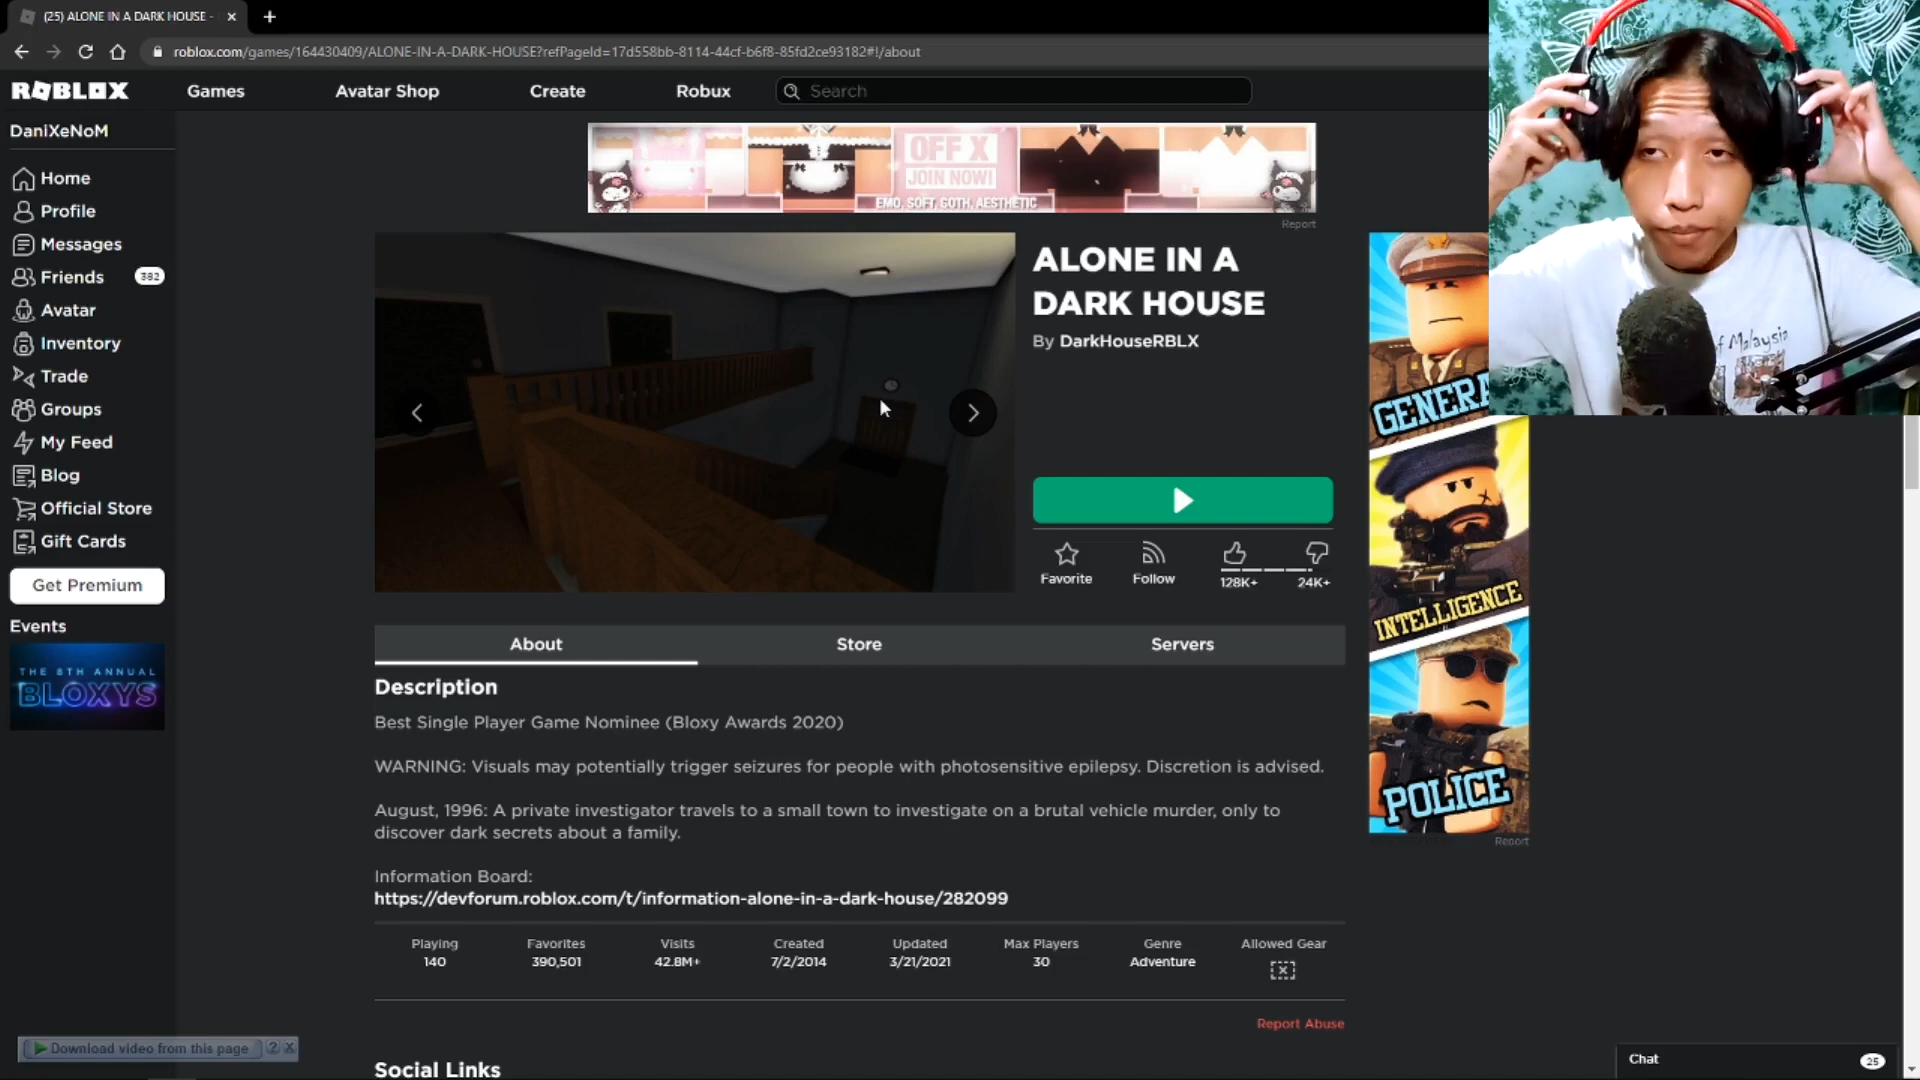 (25) ALONE IN A DARK HOUSE -
roblox.com/games/164430409/ALONE-IN-A-DARK-HOUSE?refPageId=17d558bb-8114-44cf-b6f8-85fd2ce93182#!/about
ROBLOX
Games
Avatar Shop
Create
Robux
Search
DaniXeNoM
Home
Profile
Messages
Friends
382
Avatar
Inventory
Trade
Groups
My Feed
Blog
Official Store
Gift Cards
Get Premium
Events
THE 8TH ANNUAL
BLOXYS
OFF X
JOIN NOW!
EMO, SOFT, GOTH, AESTHETIC
Report
ALONE IN A
DARK HOUSE
By DarkHouseRBLX
Favorite
Follow
128K+
24K+
INTELLIGENCE
POLICE
Report
of Malaysia
About
Store
Servers
Description
Best Single Player Game Nominee (Bloxy Awards 2020)
WARNING: Visuals may potentially trigger seizures for people with photosensitive epilepsy. Discretion is advised.
August, 1996: A private investigator travels to a small town to investigate on a brutal vehicle murder, only to
discover dark secrets about a family.
Information Board:
https://devforum.roblox.com/t/information-alone-in-a-dark-house/282099
Playing
Favorites
Visits
Created
Updated
Max Players
Genre
Allowed Gear
140
390,501
42.8M+
7/2/2014
3/21/2021
30
Adventure
Report Abuse
Social Links
Download video from this page
?
Chat
25